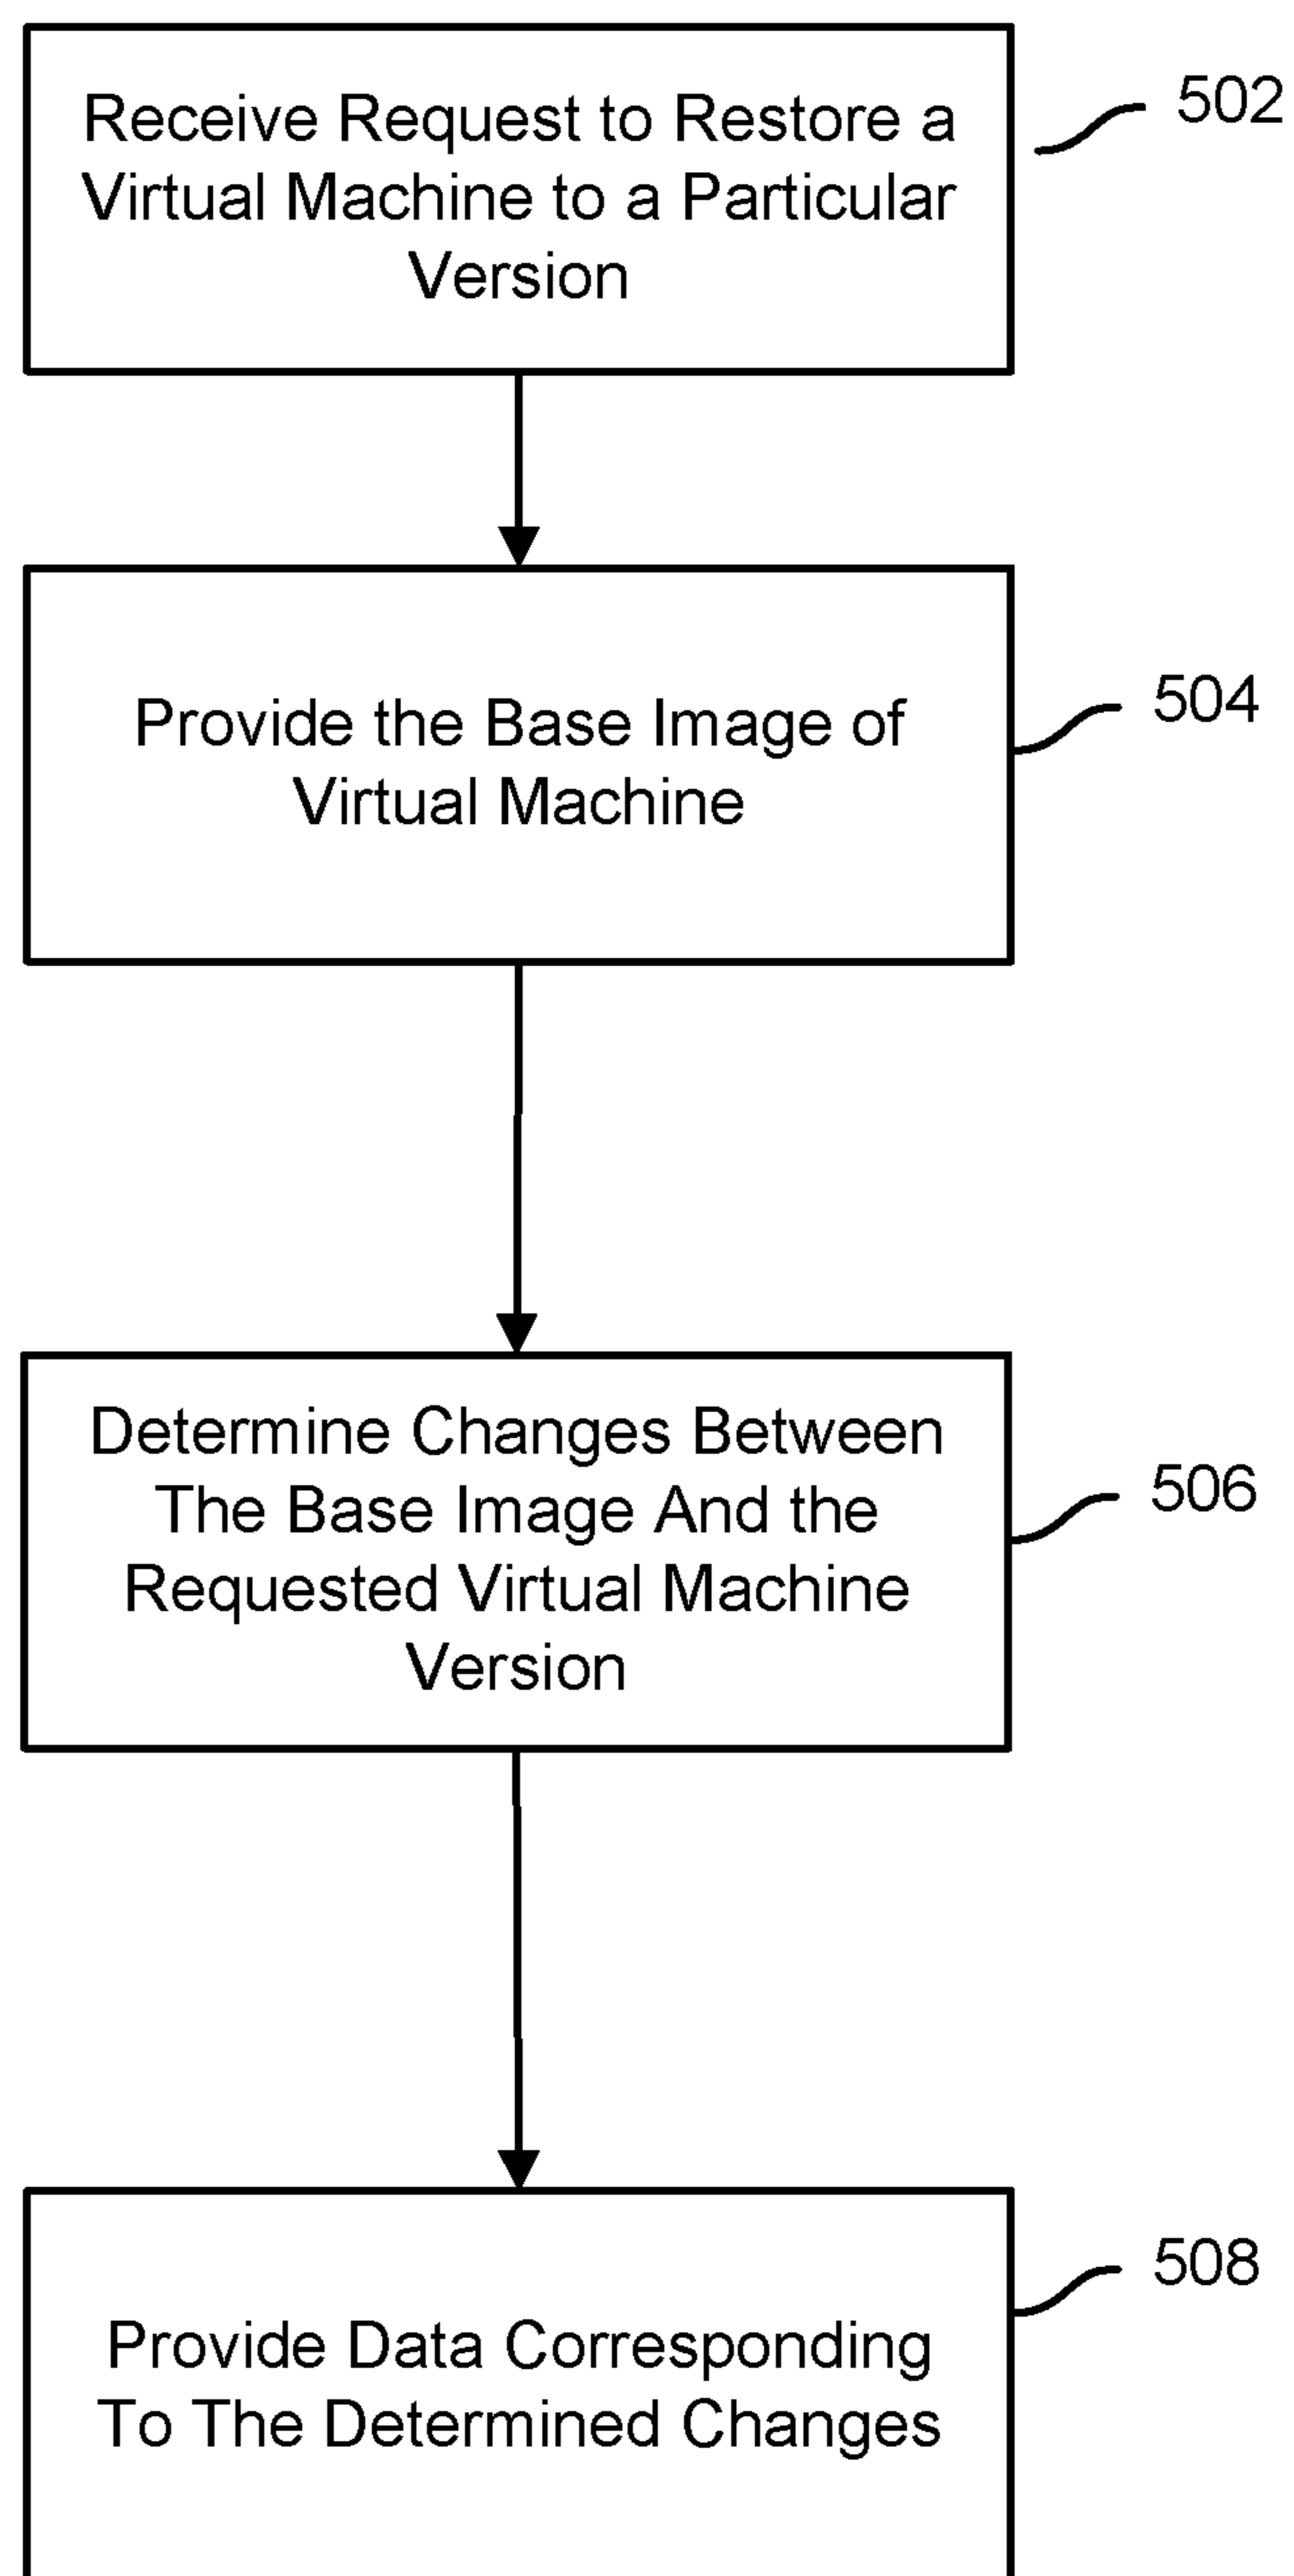 Receive Request to Restore a
Virtual Machine to a Particular
Version
502
Provide the Base Image of
Virtual Machine
504
Determine Changes Between
The Base Image And the
Requested Virtual Machine
Version
506
Provide Data Corresponding
To The Determined Changes
508